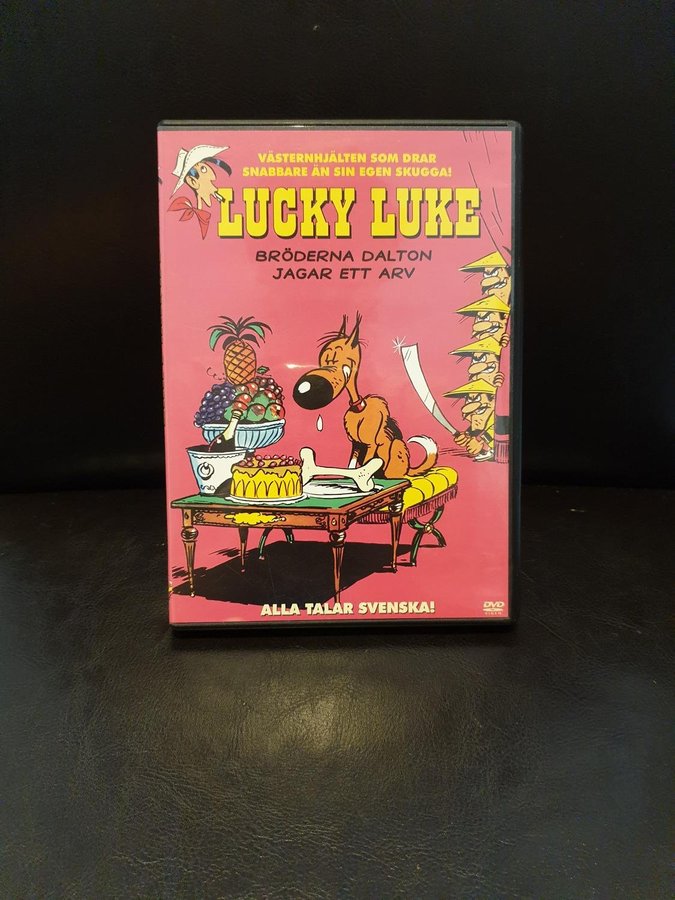 VÄSTERNHJÄLTEN SOM DRAR
SNABBARE ÄN SIN EGEN SKUGGA!
LUCKY LUKE
BRÖDERNA DALTON
JAGAR ETT ARV
ALLA TALAR SVENSKA!
DVD
VIDEO